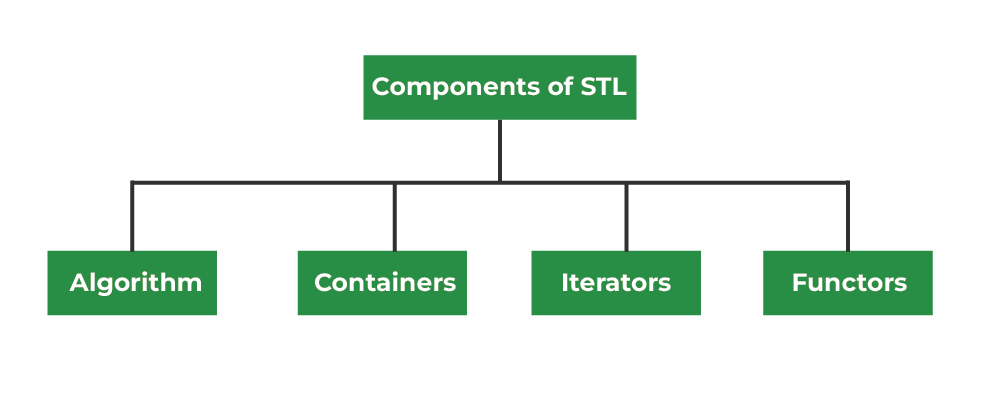 Components of STL
Algorithm
Containers
Iterators
Functors